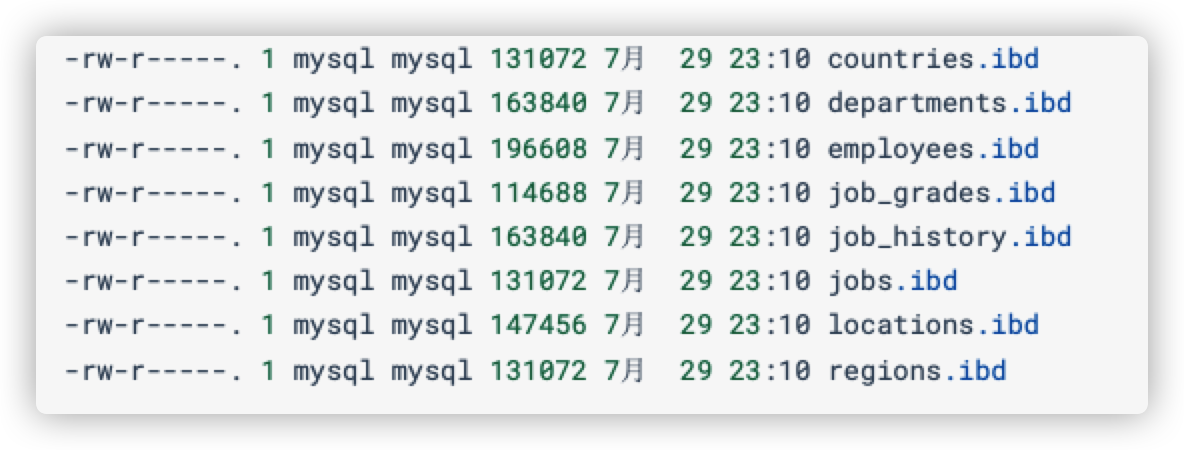 -rw-r-----. 1 mysql mysql 131072 7月  29 23:10 countries.ibd
-rw-r-----. 1 mysql mysql 163840 7月  29 23:10 departments.ibd
-rw-r-----. 1 mysql mysql 196608 7月  29 23:10 employees.ibd
-rw-r-----. 1 mysql mysql 114688 7月  29 23:10 job_grades.ibd
-rw-r-----. 1 mysql mysql 163840 7月  29 23:10 job_history.ibd
-rw-r-----. 1 mysql mysql 131072 7月  29 23:10 jobs.ibd
-rw-r-----. 1 mysql mysql 147456 7月  29 23:10 locations.ibd
-rw-r-----. 1 mysql mysql 131072 7月  29 23:10 regions.ibd